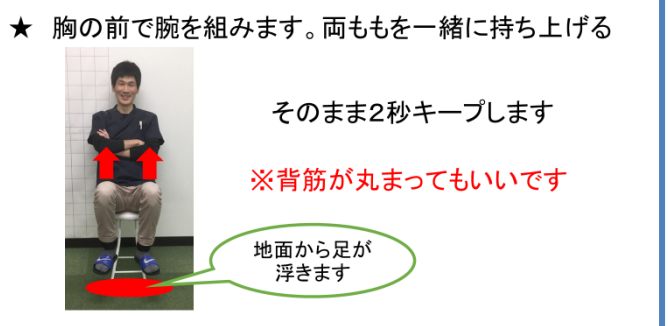 ★ 胸の前で腕を組みます。両ももを一緒に持ち上げる
そのまま2秒キープします
※背筋が丸まってもいいです
地面から足が
浮きます